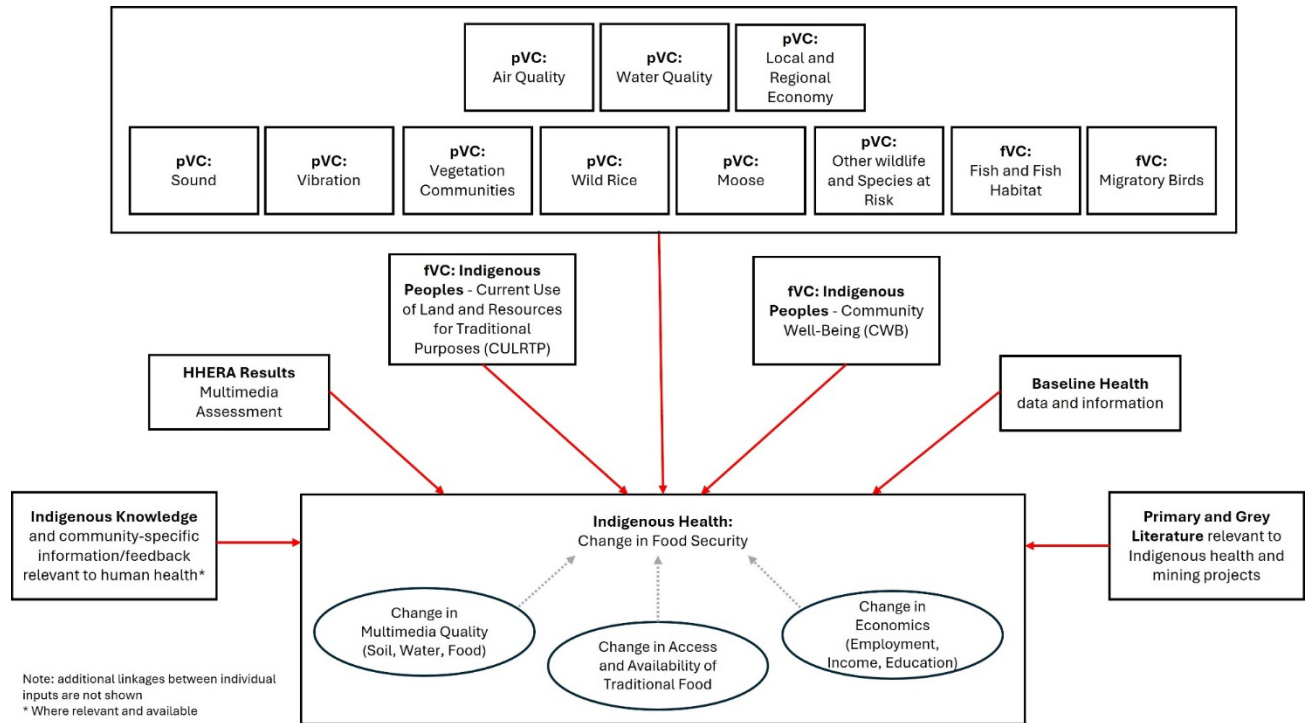 pVC:
Air Quality
pVC:
Water Quality
pVC:
Local and
Regional
Economy
pVC:
Sound
pVC:
Vibration
pVC:
Vegetation
Communities
pVC:
Wild Rice
pVC:
Moose
pVC:
Other wildlife
and Species at
Risk
fVC:
Fish and Fish
Habitat
fVC:
Migratory Birds
fVC: Indigenous
Peoples - Current Use
of Land and Resources
for Traditional
Purposes (CULRTP)
fVC: Indigenous
Peoples - Community
Well-Being (CWB)
HHERA Results
Multimedia
Assessment
Baseline Health
data and information
Indigenous Knowledge
and community-specific
information/feedback
relevant to human health*
Indigenous Health:
Change in Food Security
Primary and Grey
Literature relevant to
Indigenous health and
mining projects
Change in
Multimedia Quality
(Soil, Water, Food)
Change in Access
and Availability of
Traditional Food
Change in
Economics
(Employment,
Income, Education)
Note: additional linkages between individual
inputs are not shown
* Where relevant and available